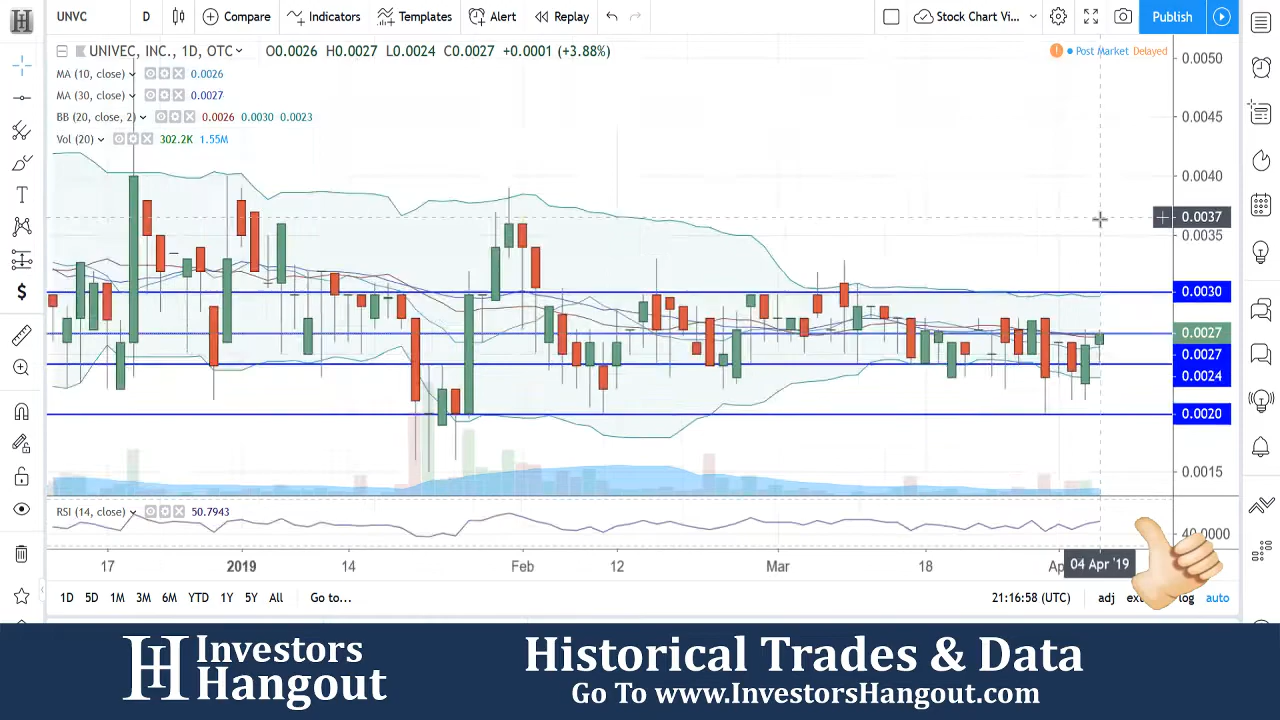 UNVC D Compare Indicators Templates Alert Replay Stock Chart Vi... Publish
UNIVEC, INC., 1D, OTC O0.0026 H0.0027 L0.0024 C0.0027 +0.0001 (+3.88%)
Post Market Delayed
MA (10, close) 0.0026
MA (30, close) 0.0027
BB (20, close, 2) 0.0026 0.0030 0.0023
Vol (20) 302.2K 1.55M
0.0050
0.0045
0.0040
0.0037
0.0035
0.0030
0.0027
0.0027
0.0024
0.0020
0.0015
RSI (14, close) 50.7943
40.0000
17 2019 14 Feb 12 Mar 18 04 Apr '19
1D 5D 1M 3M 6M YTD 1Y 5Y All Go to... 21:16:58 (UTC) adj log auto
Investors
Hangout
Historical Trades & Data
Go To www.InvestorsHangout.com